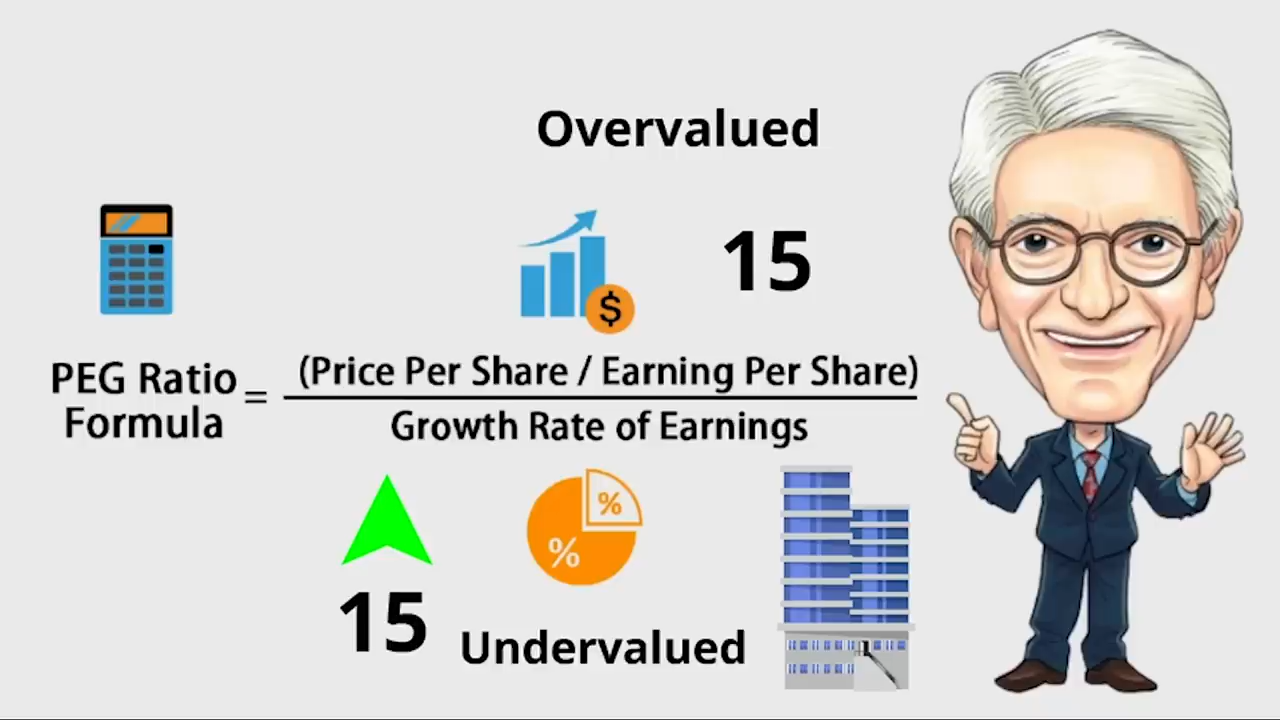 Overvalued
$
15
PEG Ratio
Formula
=
(Price Per Share / Earning Per Share)
Growth Rate of Earnings
%
%
15
Undervalued